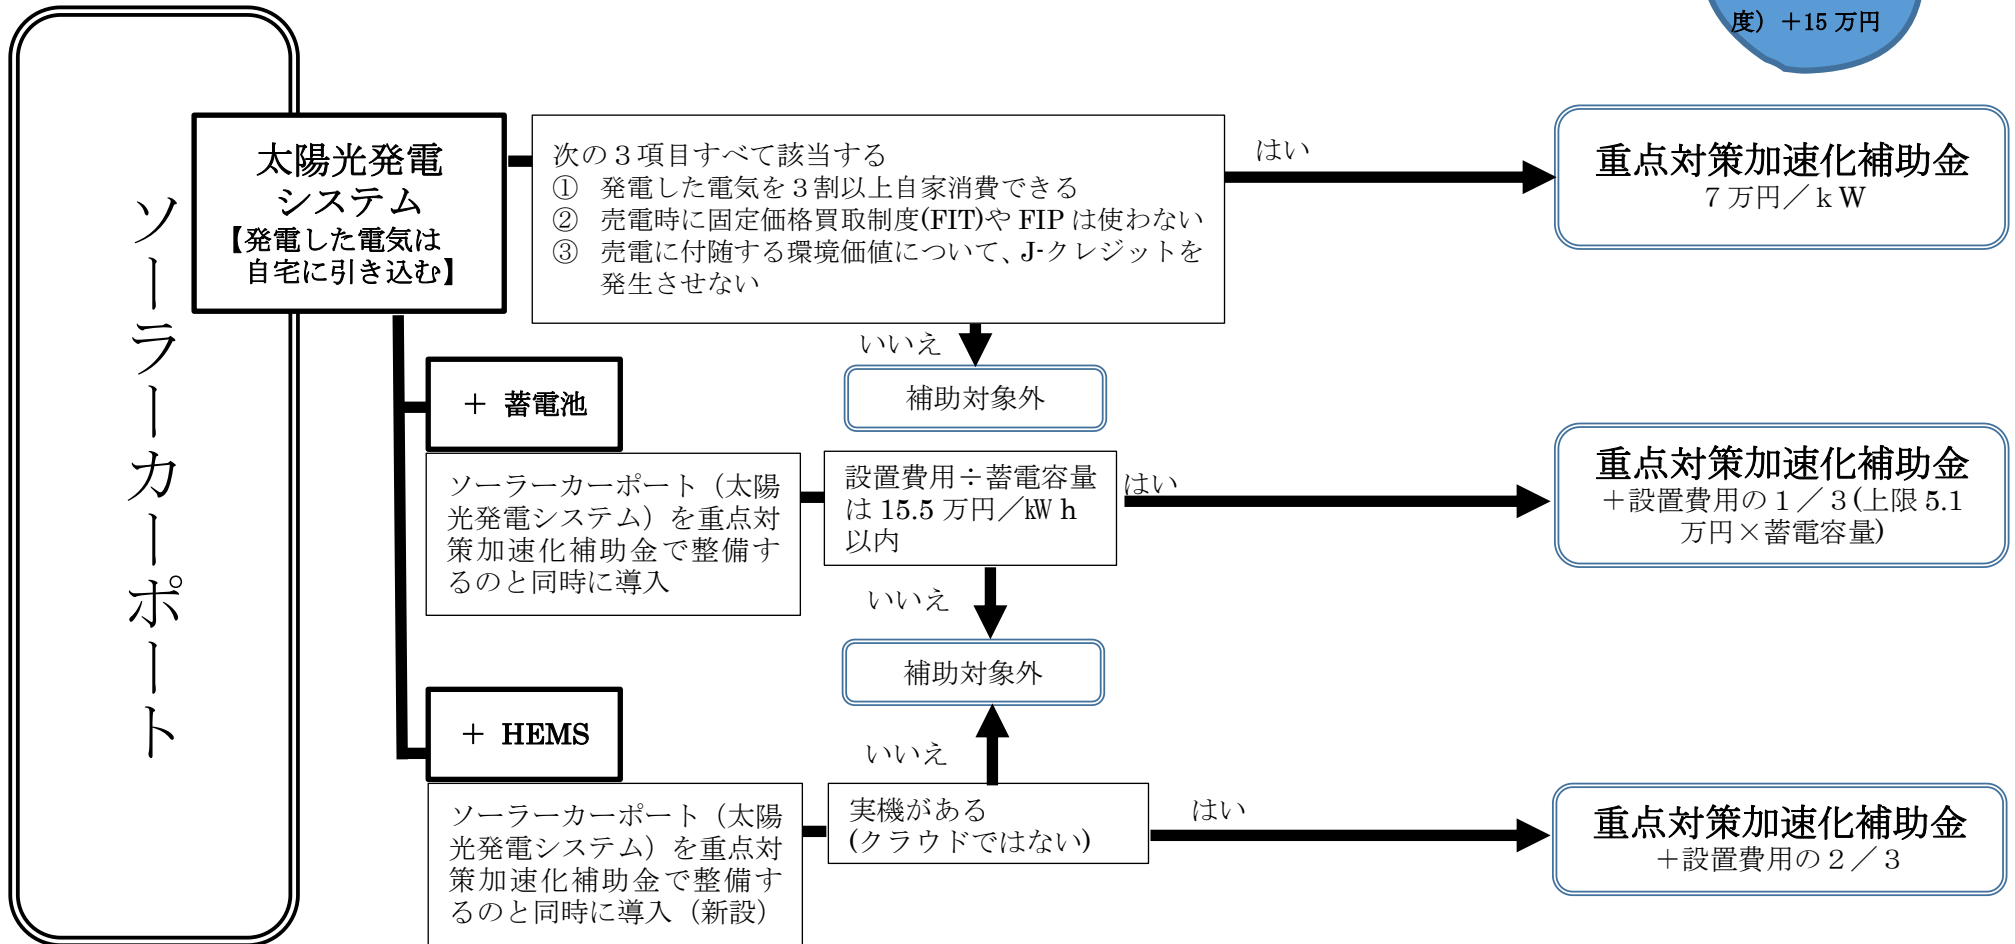 度）＋15 万円
ソーラーカーポート
太陽光発電
システム
【発電した電気は
自宅に引き込む】
次の３項目すべて該当する
① 発電した電気を３割以上自家消費できる
② 売電時に固定価格買取制度(FIT)や FIP は使わない
③ 売電に付随する環境価値について、J-クレジットを
発生させない
はい
重点対策加速化補助金
７万円／ｋＷ
いいえ
補助対象外
＋ 蓄電池
ソーラーカーポート（太陽
光発電システム）を重点対
策加速化補助金で整備す
るのと同時に導入
設置費用÷蓄電容量
は 15.5 万円／㎾ｈ
以内
はい
重点対策加速化補助金
＋設置費用の１／３(上限 5.1
万円×蓄電容量)
いいえ
補助対象外
＋ HEMS
いいえ
ソーラーカーポート（太陽
光発電システム）を重点対
策加速化補助金で整備す
るのと同時に導入（新設）
実機がある
(クラウドではない)
はい
重点対策加速化補助金
＋設置費用の２／３